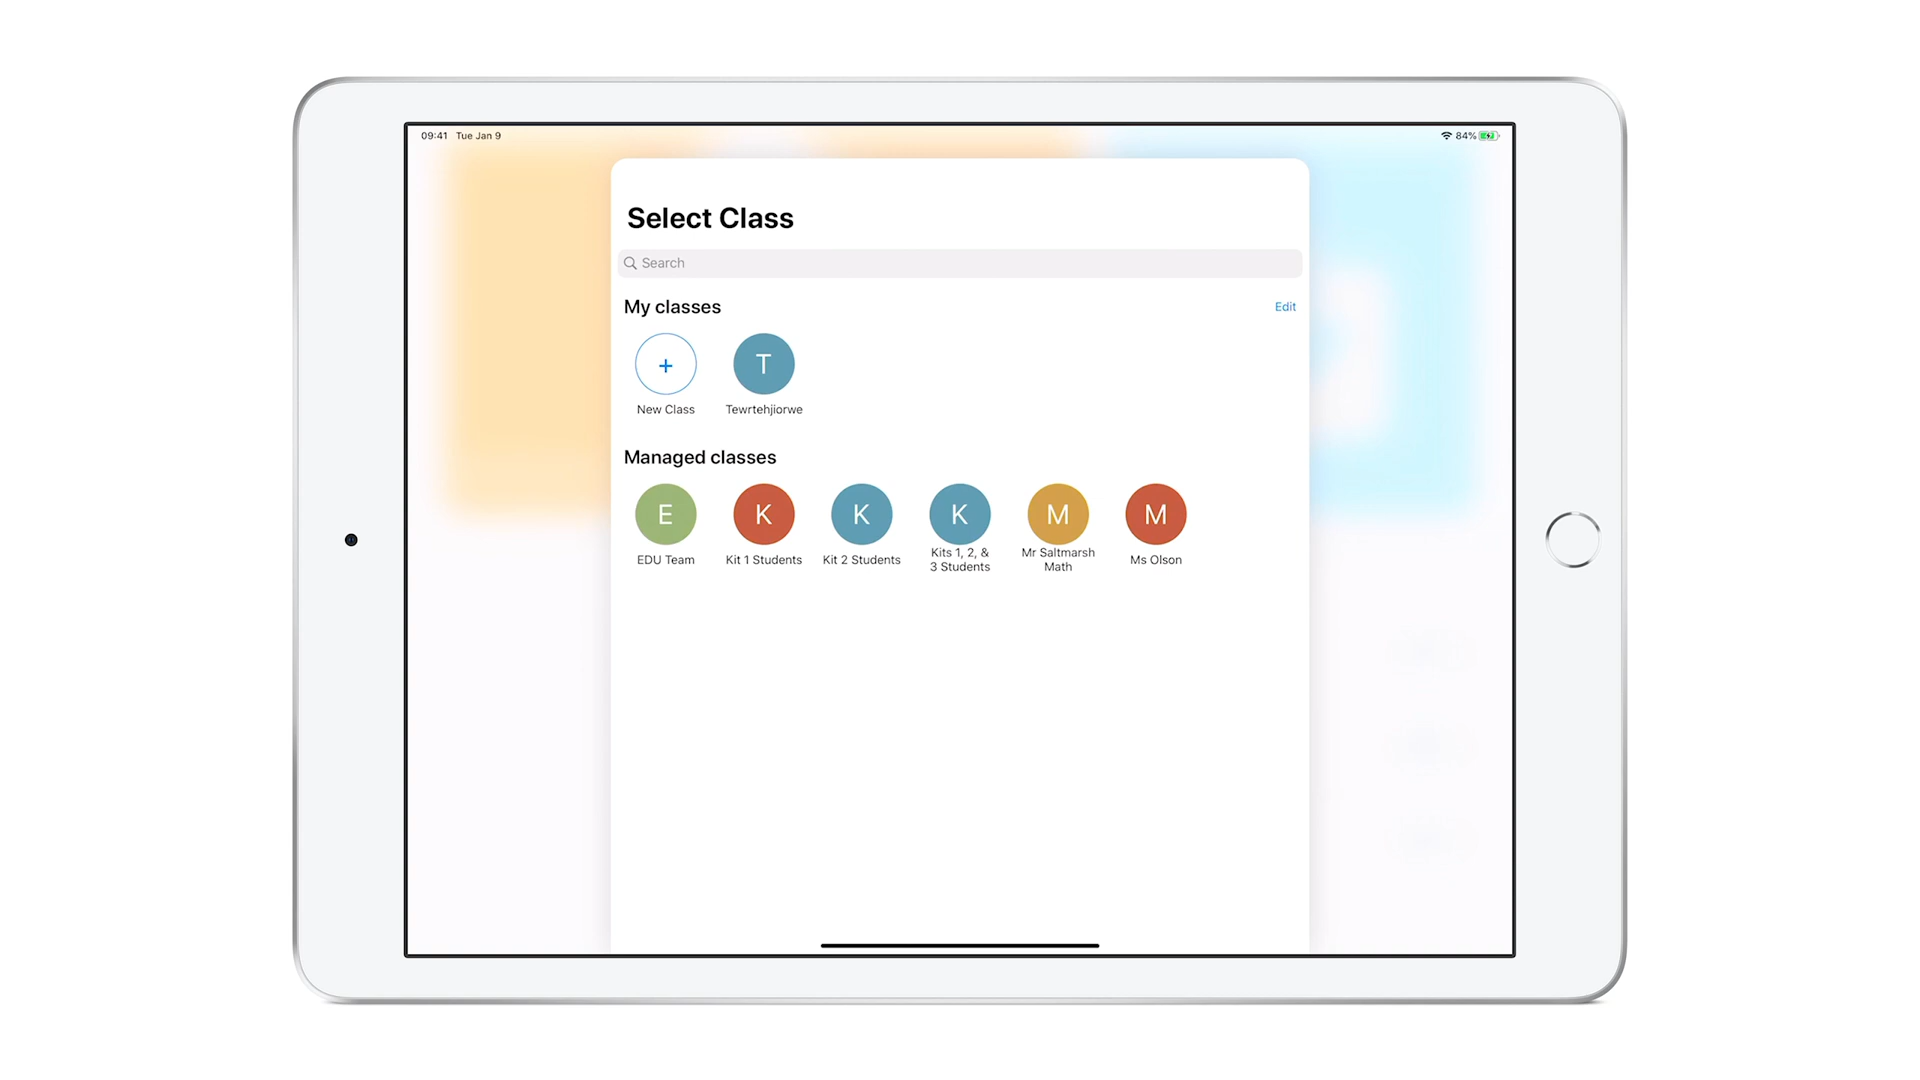 09:41 Tue Jan 9
84%
Select Class
Search
My classes
Edit
+
T
New Class
Tewrtehjiorwe
Managed classes
E
K
K
K
M
M
EDU Team
Kit 1 Students
Kit 2 Students
Kits 1, 2, &
3 Students
Mr Saltmarsh
Math
Ms Olson